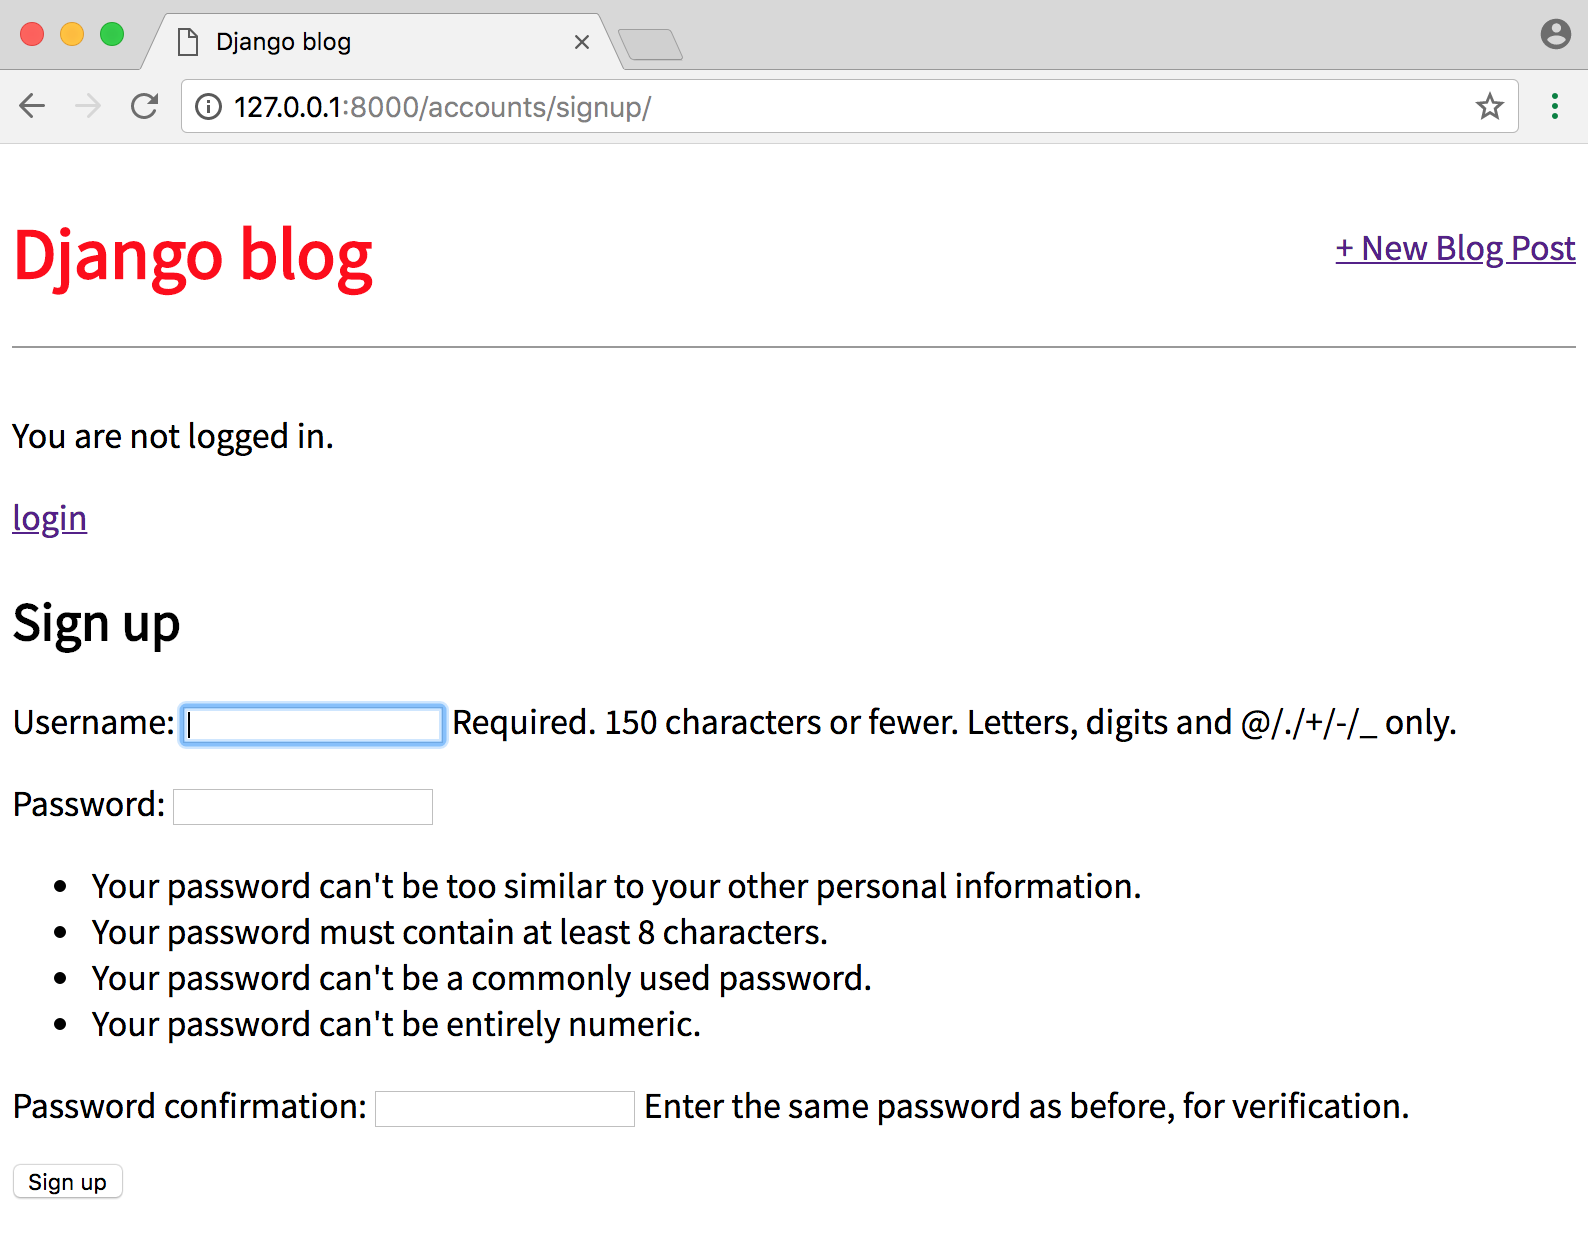 Django blog
127.0.0.1:8000/accounts/signup/
Django blog
+ New Blog Post
You are not logged in.
login
Sign up
Username: Required. 150 characters or fewer. Letters, digits and @/./+/-/_ only.
Password:
• Your password can't be too similar to your other personal information.
• Your password must contain at least 8 characters.
• Your password can't be a commonly used password.
• Your password can't be entirely numeric.
Password confirmation: Enter the same password as before, for verification.
Sign up